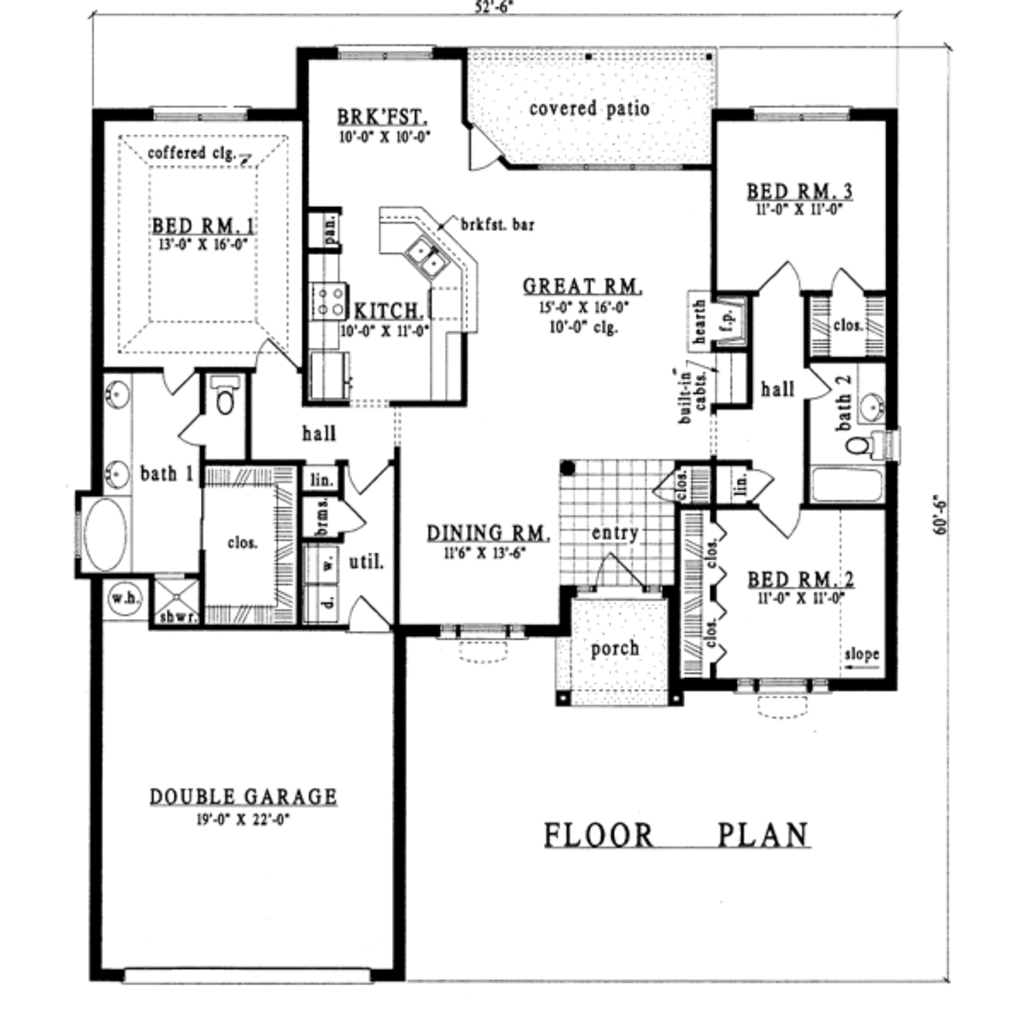 52'-6"
covered patio
BRK'FST.
10'-0" X 10'-0"
coffered clg.
BED RM. 3
11'-0" X 11'-0"
BED RM. 1
13'-0" X 16'-0"
pan.
brkfst. bar
GREAT RM.
15'-0" X 16'-0"
10'-0" clg.
KITCH.
10'-0" X 11'-0"
hearth
f.p.
clos.
built-in
cabts.
hall
bath 2
hall
bath 1
lin.
clos.
lin.
brms.
clos.
util.
w.
d.
DINING RM.
11'6" X 13'-6"
entry
clos.
BED RM. 2
11'-0" X 11'-0"
w.h.
shwr.
clos.
porch
slope
60'-6"
DOUBLE GARAGE
19'-0" X 22'-0"
FLOOR PLAN